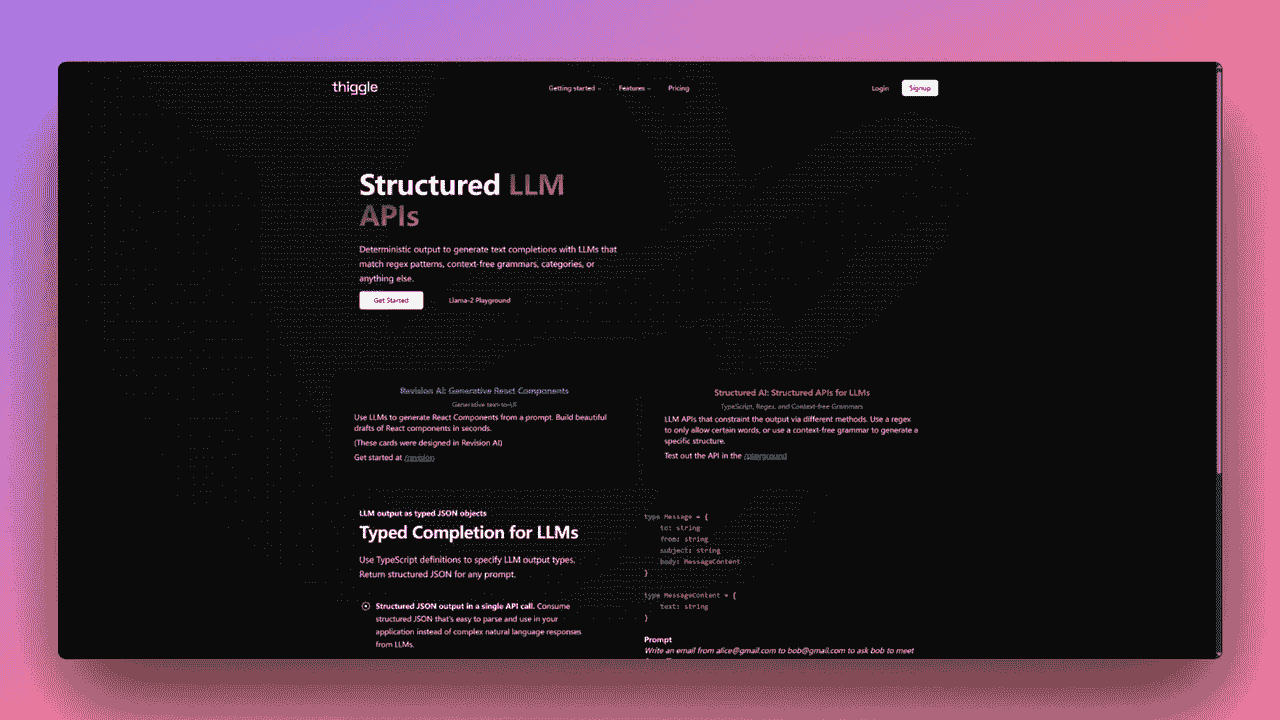 thiggle
Getting started
Features
Pricing
Login
Signup
Structured LLM
APIs
Deterministic output to generate text completions with LLMs that
match regex patterns, context-free grammars, categories, or
anything else.
Get Started
Llama-2 Playground
Revision AI: Generative React Components
Generative text-to-UI
Use LLMs to generate React Components from a prompt. Build beautiful
drafts of React components in seconds.
(These cards were designed in Revision AI)
Get started at /revision
Structured AI: Structured APIs for LLMs
TypeScript, Regex, and Context-free Grammars
LLM APIs that constraint the output via different methods. Use a regex
to only allow certain words, or use a context-free grammar to generate a
specific structure.
Test out the API in the /playground
LLM output as typed JSON objects
Typed Completion for LLMs
Use TypeScript definitions to specify LLM output types.
Return structured JSON for any prompt.
Structured JSON output in a single API call. Consume
structured JSON that's easy to parse and use in your
application instead of complex natural language responses
from LLMs.
type Message = {
to: string
from: string
subject: string
body: MessageContent
}
type MessageContent = {
text: string
}
Prompt
Write an email from alice@gmail.com to bob@gmail.com to ask bob to meet